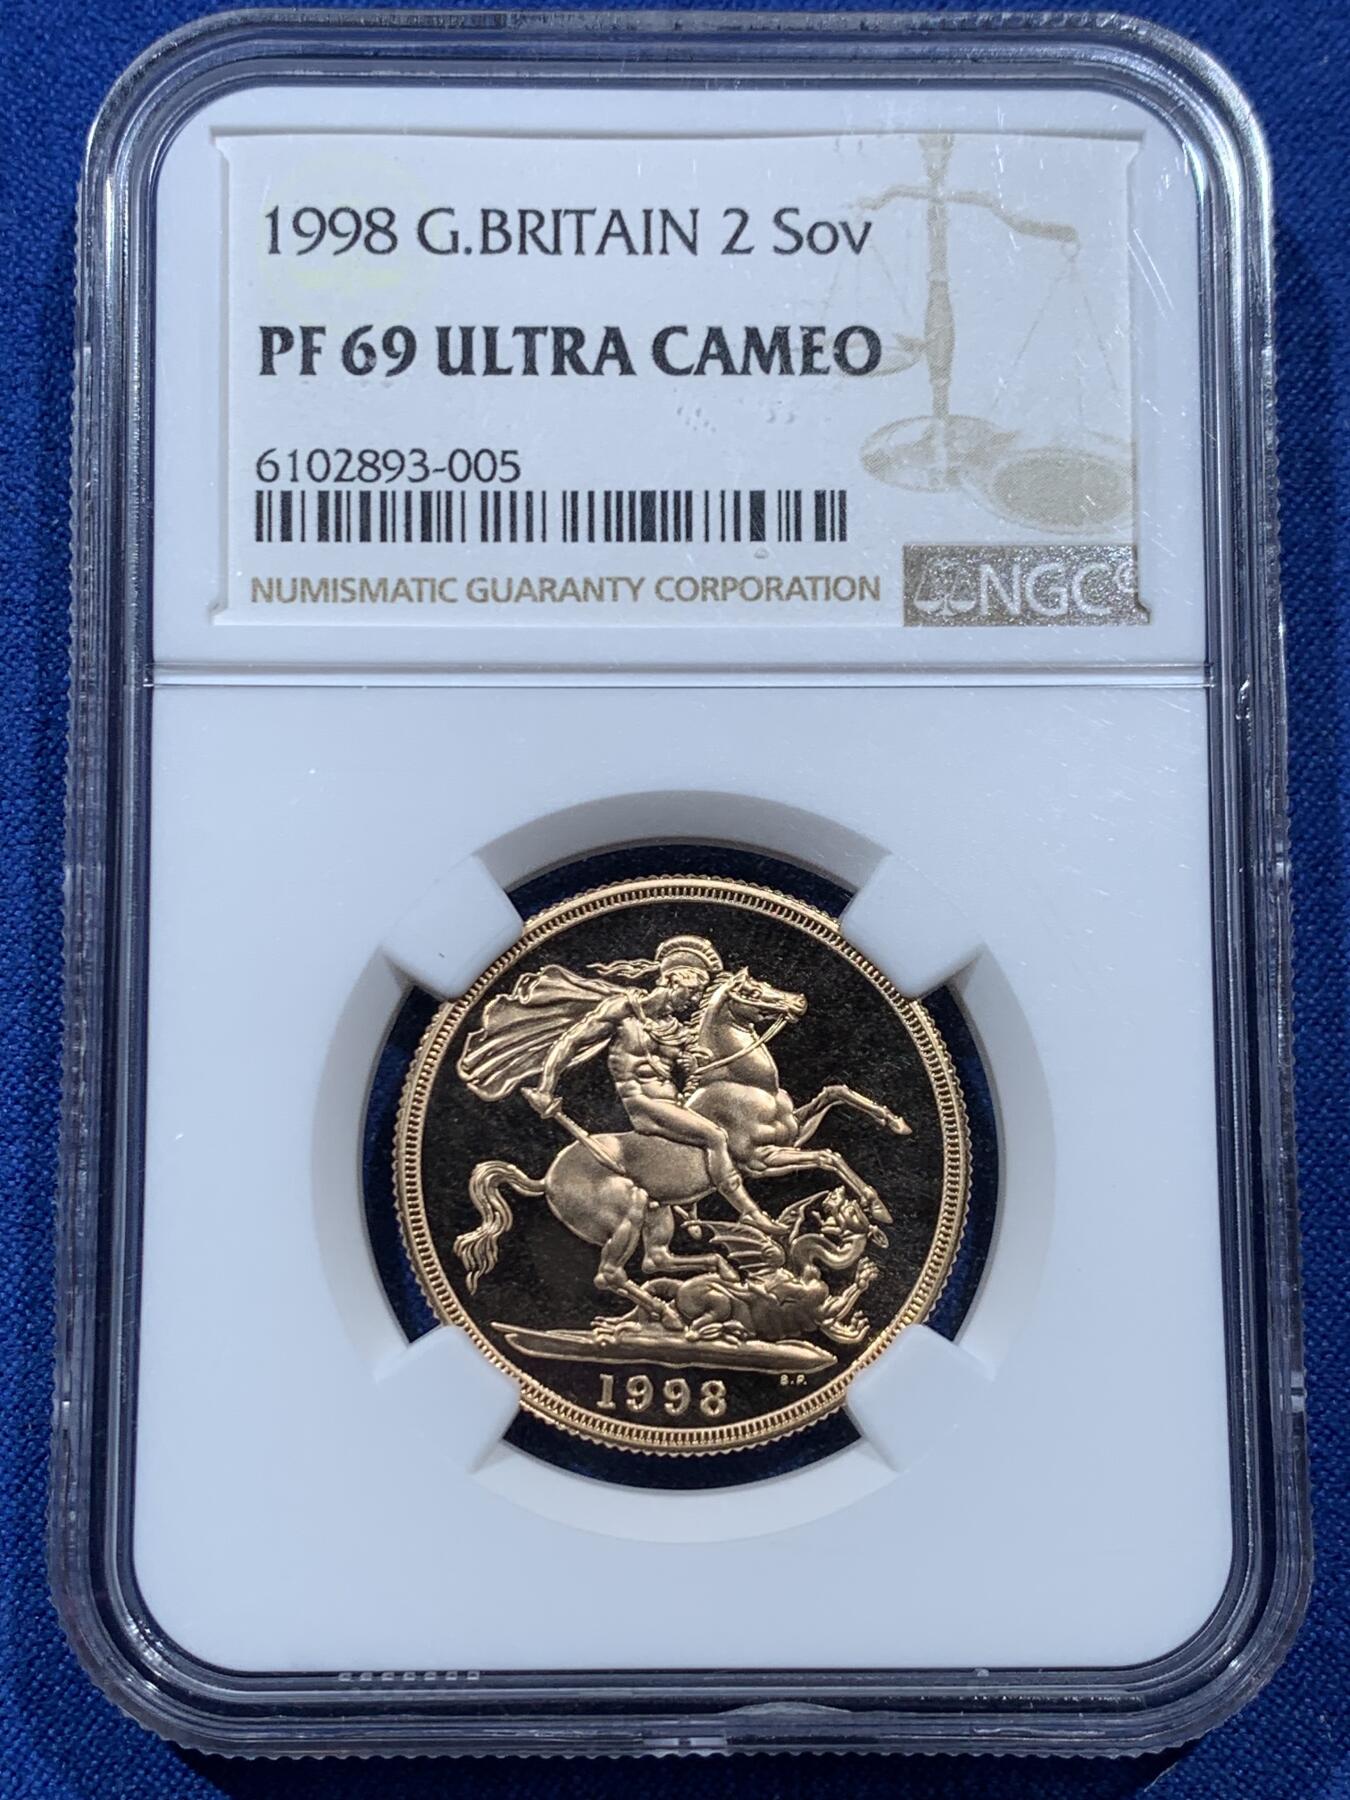 1998 G.BRITAIN 2 Sov
PF 69 ULTRA CAMEO
6102893-005
NUMISMATIC GUARANTY CORPORATION
NGC
1998
B.P.